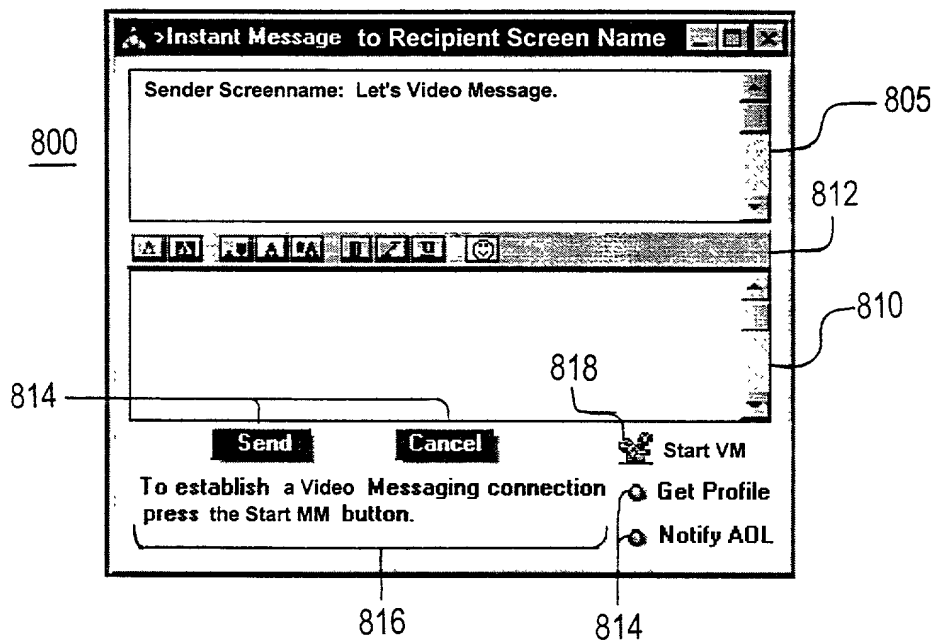 >Instant Message to Recipient Screen Name
Sender Screenname: Let's Video Message.
805
800
812
810
818
814
Send Cancel Start VM
To establish a Video Messaging connection
press the Start MM button.
Get Profile
Notify AOL
816
814